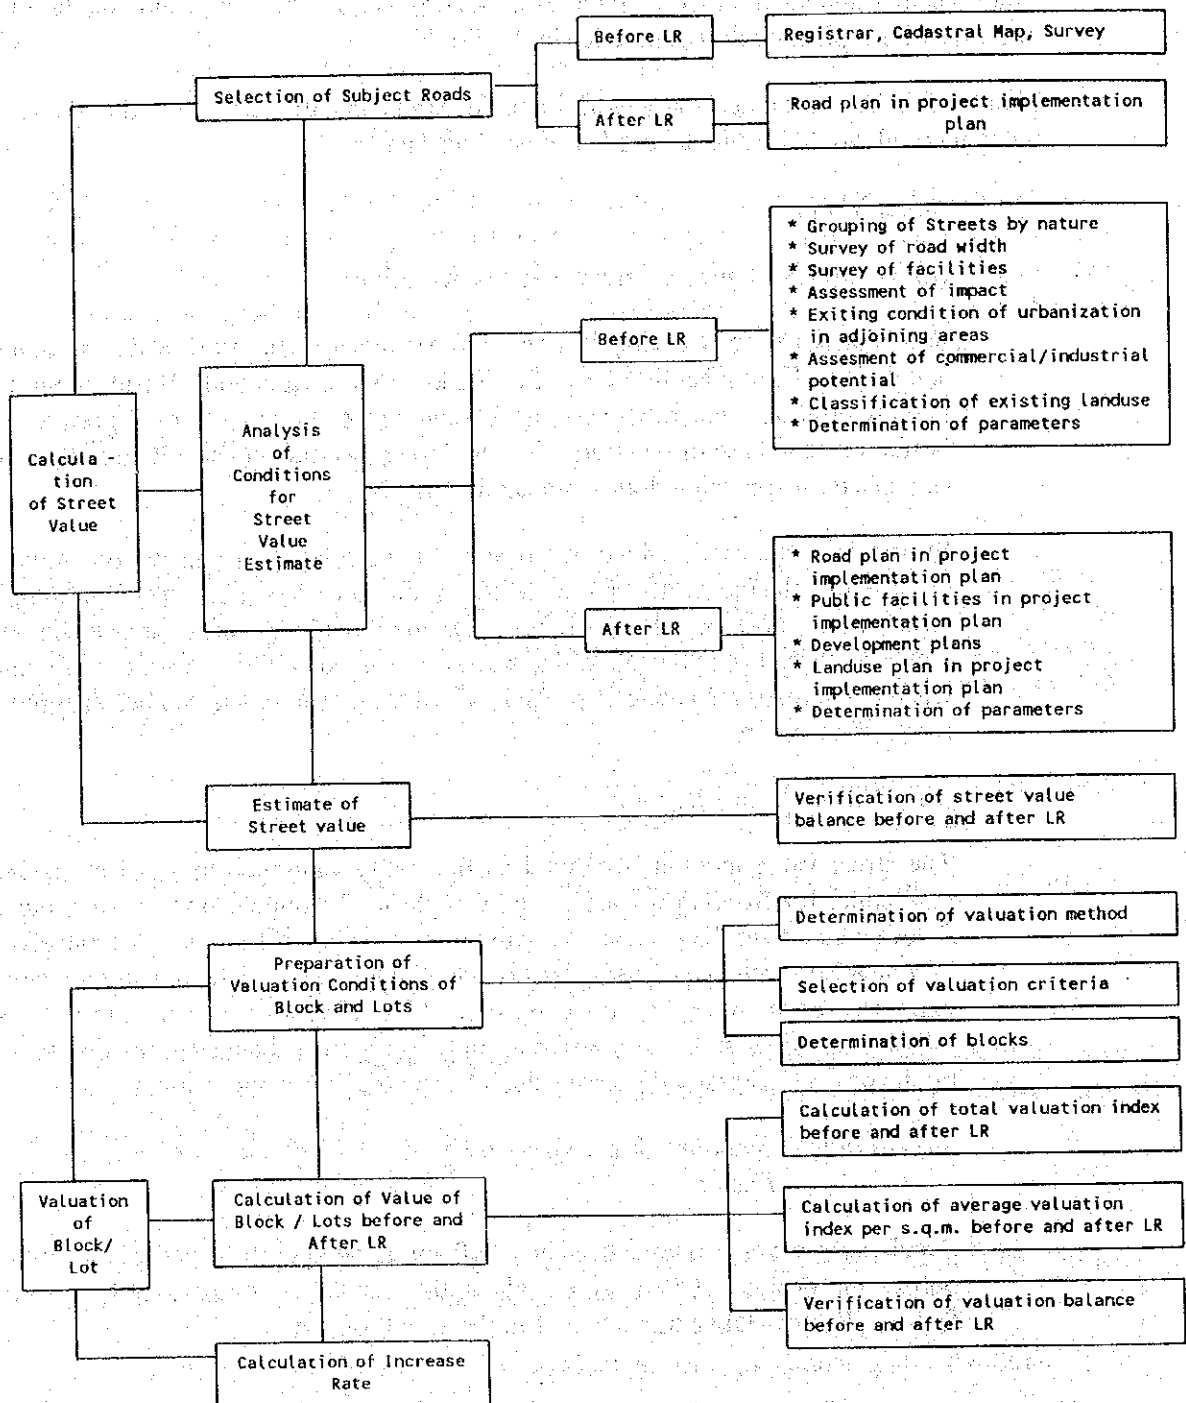 Before LR
Registrar, Cadastral Map, Survey
Selection of Subject Roads
After LR
Road plan in project implementation
plan
* Grouping of Streets by nature
* Survey of road width
* Survey of facilities
* Assessment of impact
* Exiting condition of urbanization
in adjoining areas
* Assesment of commercial/industrial
potential
* Classification of existing landuse
* Determination of parameters
Before LR
Calcula -
tion
of Street
Value
Analysis
of
Conditions
for
Street
Value
Estimate
After LR
* Road plan in project
implementation plan
* Public facilities in project
implementation plan
* Development plans
* Landuse plan in project
implementation plan
* Determination of parameters
Estimate of
Street value
Verification of street value
balance before and after LR
Preparation of
Valuation Conditions of
Block and Lots
Determination of valuation method
Selection of valuation criteria
Determination of blocks
Valuation
of
Block/
Lot
Calculation of Value of
Block / Lots before and
After LR
Calculation of total valuation index
before and after LR
Calculation of average valuation
index per s.q.m. before and after LR
Verification of valuation balance
before and after LR
Calculation of Increase
Rate